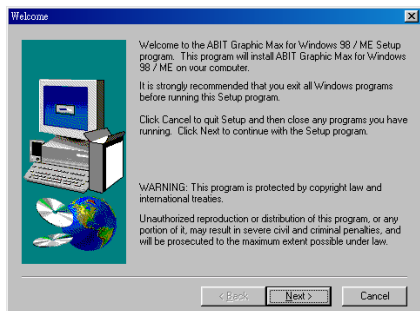 Welcome
Welcome to the ABIT Graphic Max for Windows 98 / ME Setup
program. This program will install ABIT Graphic Max for Windows
98 / ME on your computer.
It is strongly recommended that you exit all Windows programs
before running this Setup program.
Click Cancel to quit Setup and then close any programs you have
running. Click Next to continue with the Setup program.
WARNING: This program is protected by copyright law and
international treaties.
Unauthorized reproduction or distribution of this program, or any
portion of it, may result in severe civil and criminal penalties, and
will be prosecuted to the maximum extent possible under law.
< Back Next > Cancel